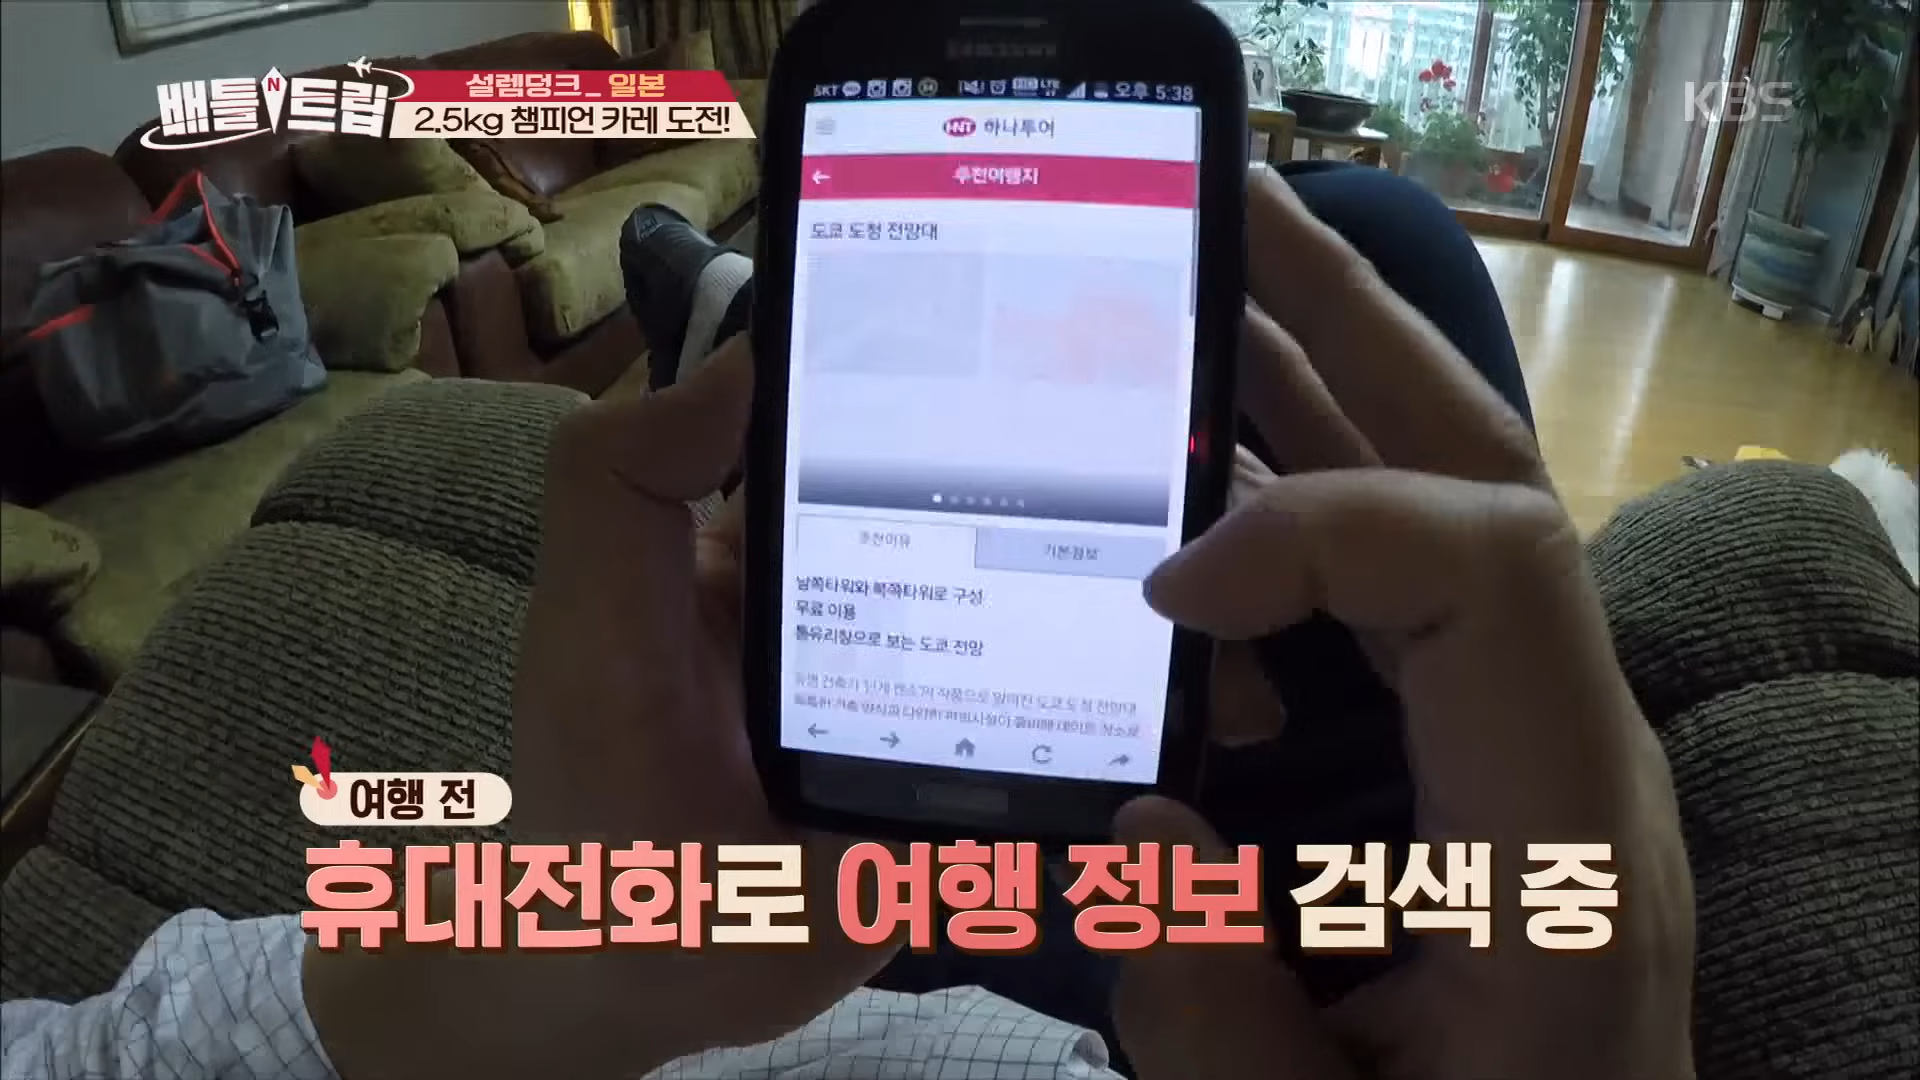 배틀N트립
설렘덩크_ 일본
2.5kg 챔피언 카레 도전!
KBS
SAMSUNG
SKT
LTE
오후 5:38
HNT 하나투어
추천여행지
도쿄 도청 전망대
추천이유
기본정보
남쪽타워와 북쪽타워로 구성
무료 이용
통유리창으로 보는 도쿄 전망
여행 전
휴대전화로 여행 정보 검색 중